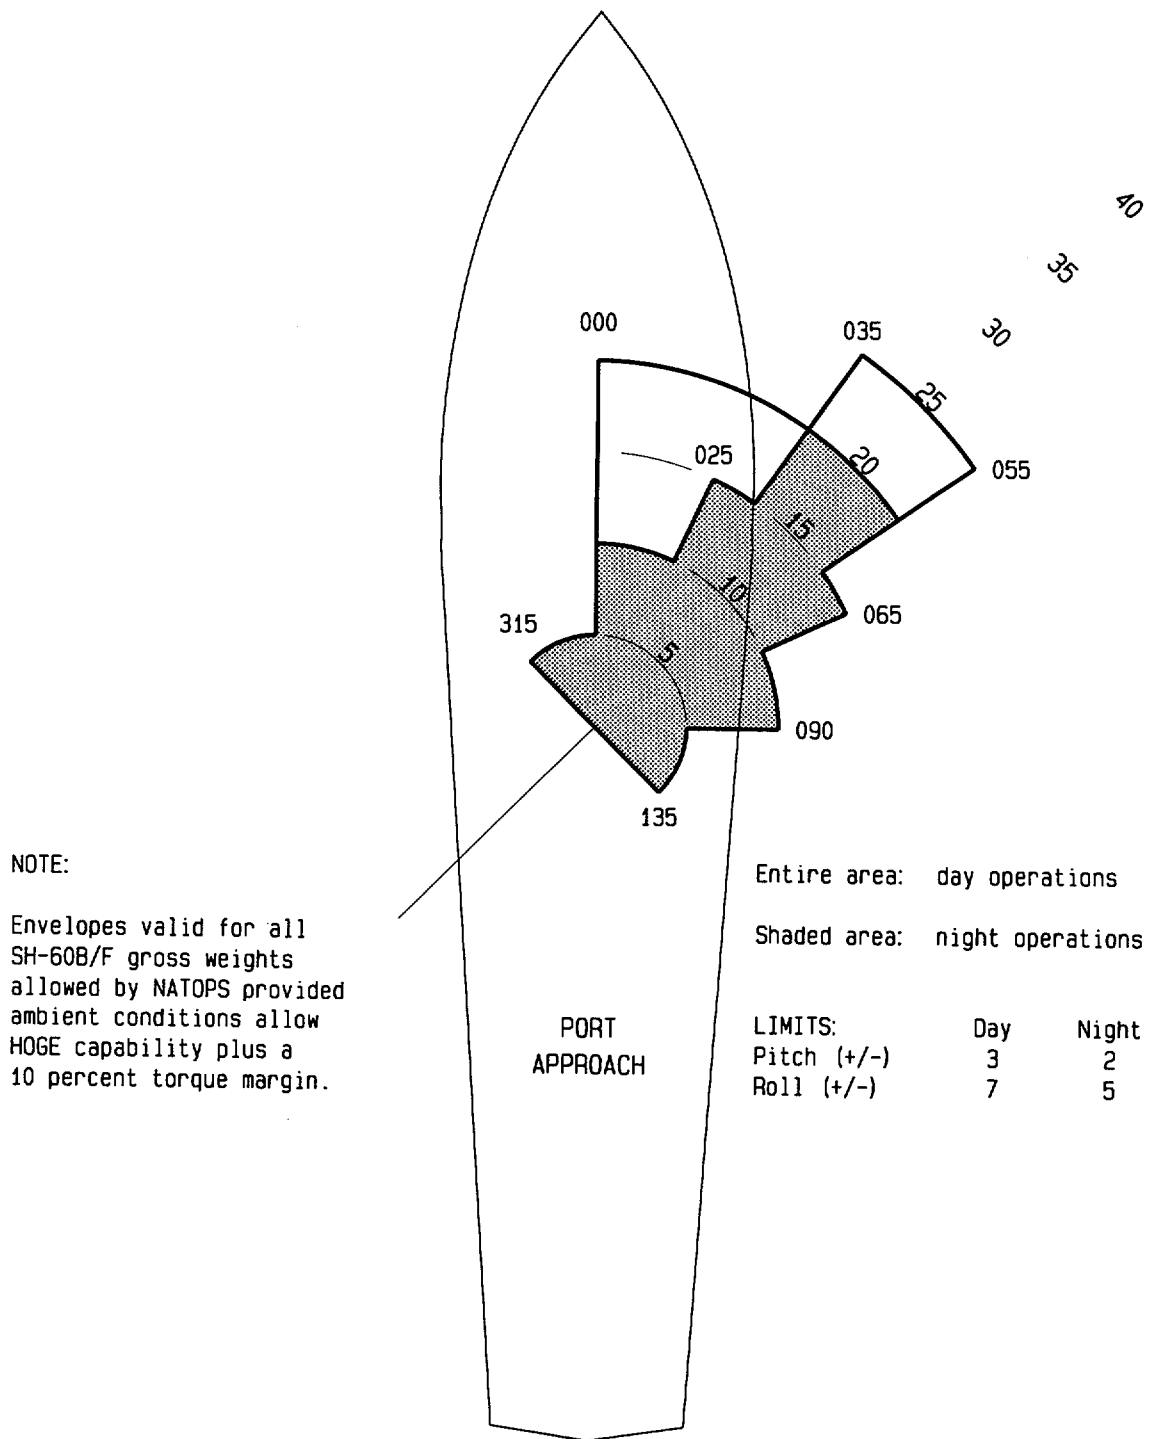 40
35
30
000
035
25
025
20
055
15
10
065
315
5
090
135
NOTE:
Envelopes valid for all
SH-60B/F gross weights
allowed by NATOPS provided
ambient conditions allow
HOGE capability plus a
10 percent torque margin.
Entire area: day operations
Shaded area: night operations
PORT
APPROACH
LIMITS: Day Night
Pitch (+/-) 3 2
Roll (+/-) 7 5